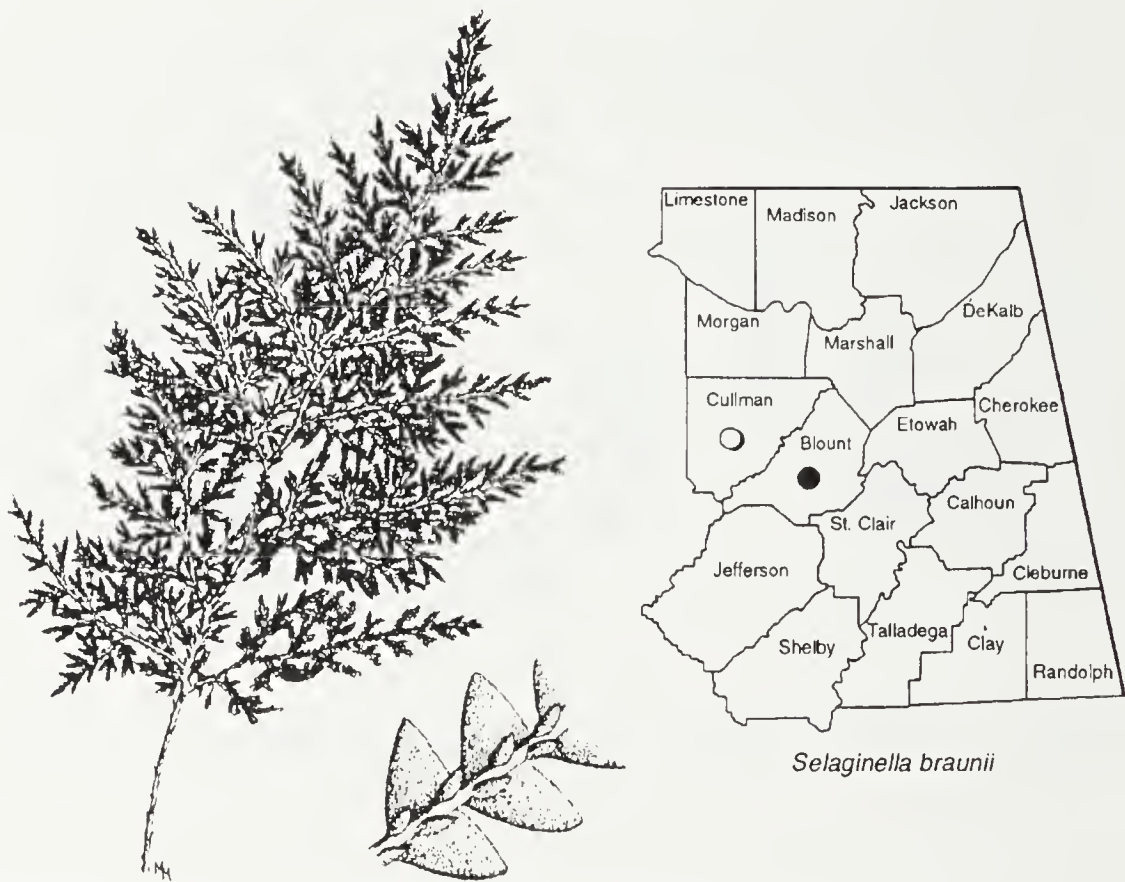 Limestone
Madison
Jackson
DeKalb
Morgan
Marshall
Cullman
Blount
Etowah
Cherokee
St. Clair
Calhoun
Jefferson
Cleburne
Shelby
Talladega
Clay
Randolph
Selaginella braunii
MM